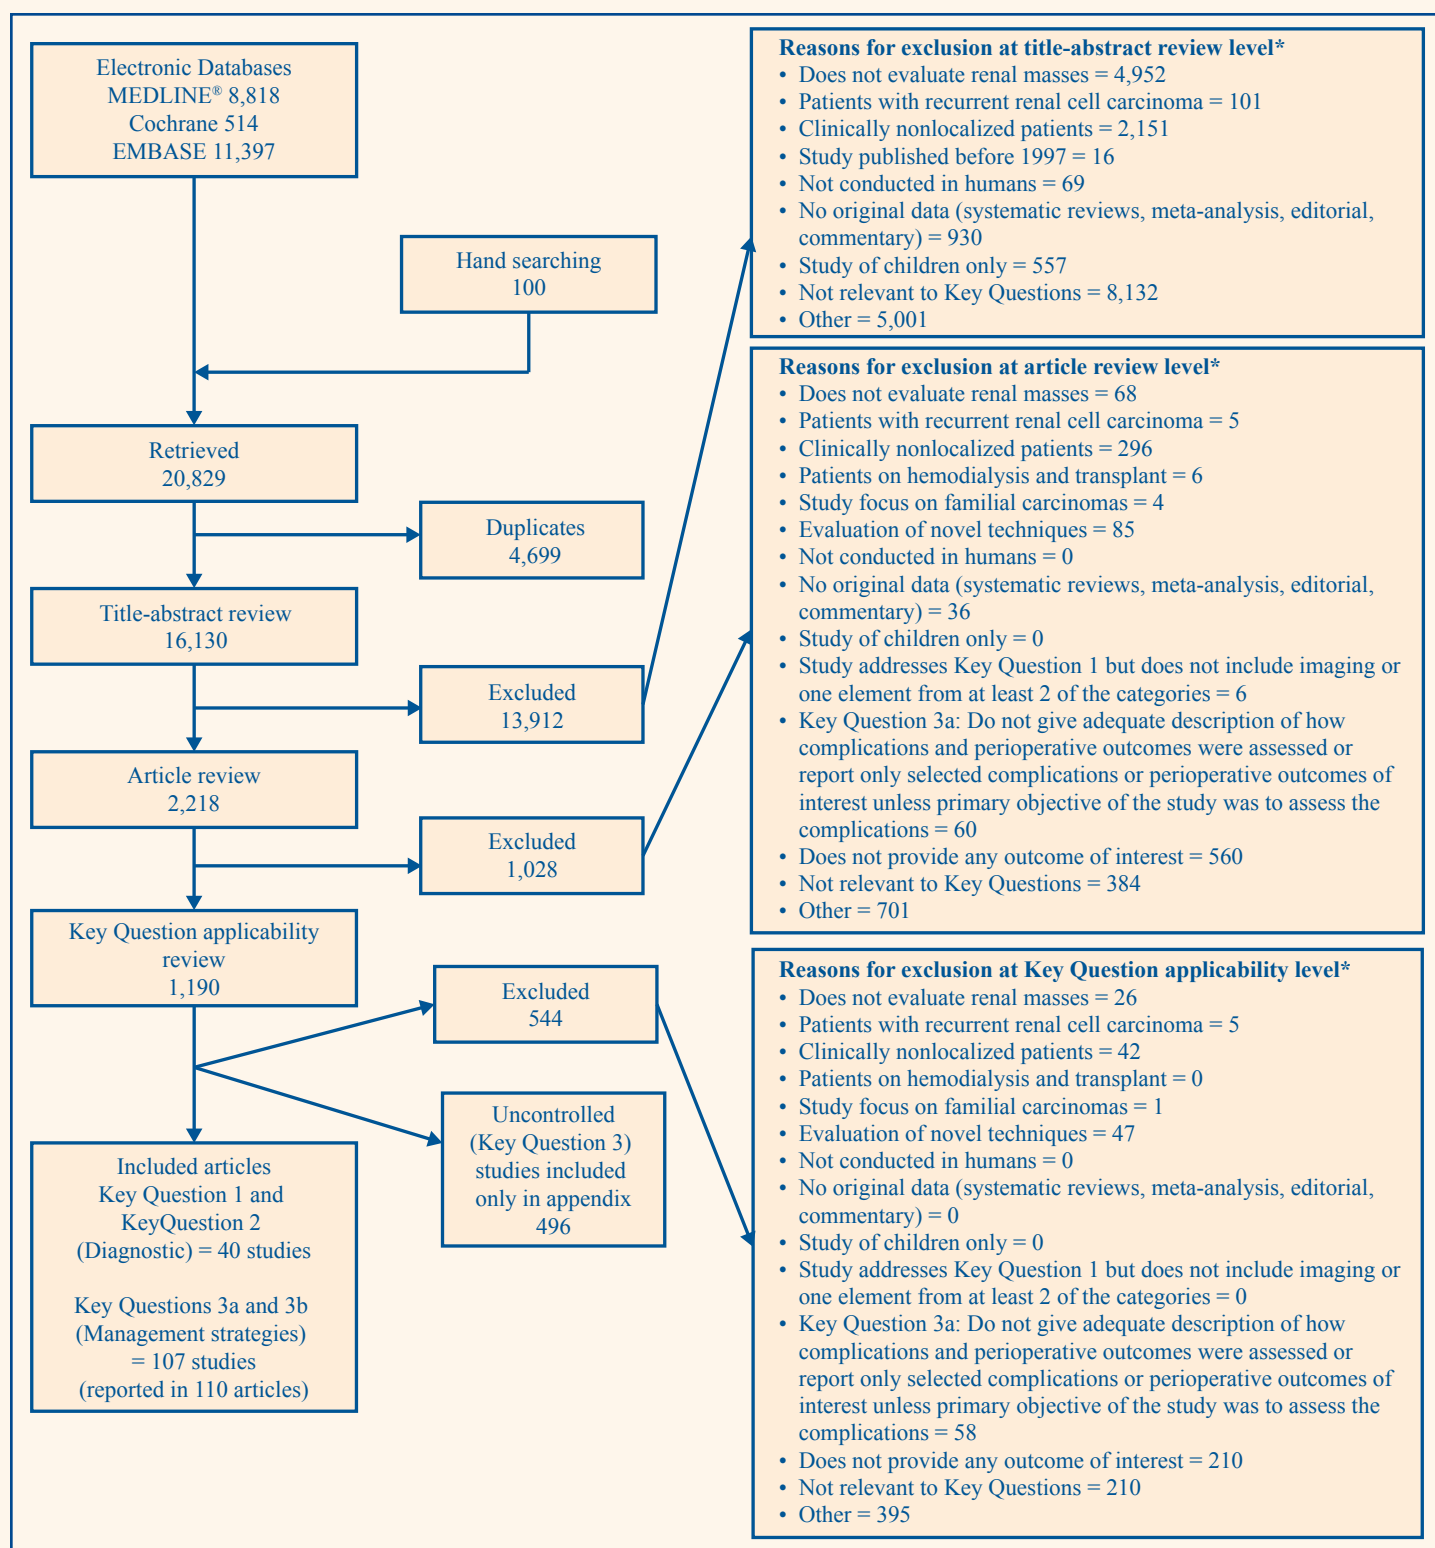 Electronic Databases
MEDLINE® 8,818
Cochrane 514
EMBASE 11,397
Hand searching
100
Retrieved
20,829
Duplicates
4,699
Title-abstract review
16,130
Excluded
13,912
Article review
2,218
Excluded
1,028
Key Question applicability
review
1,190
Excluded
544
Uncontrolled
(Key Question 3)
studies included
only in appendix
496
Included articles
Key Question 1 and
KeyQuestion 2
(Diagnostic) = 40 studies
Key Questions 3a and 3b
(Management strategies)
= 107 studies
(reported in 110 articles)
Reasons for exclusion at title-abstract review level*
• Does not evaluate renal masses = 4,952
• Patients with recurrent renal cell carcinoma = 101
• Clinically nonlocalized patients = 2,151
• Study published before 1997 = 16
• Not conducted in humans = 69
• No original data (systematic reviews, meta-analysis, editorial,
commentary) = 930
• Study of children only = 557
• Not relevant to Key Questions = 8,132
• Other = 5,001
Reasons for exclusion at article review level*
• Does not evaluate renal masses = 68
• Patients with recurrent renal cell carcinoma = 5
• Clinically nonlocalized patients = 296
• Patients on hemodialysis and transplant = 6
• Study focus on familial carcinomas = 4
• Evaluation of novel techniques = 85
• Not conducted in humans = 0
• No original data (systematic reviews, meta-analysis, editorial,
commentary) = 36
• Study of children only = 0
• Study addresses Key Question 1 but does not include imaging or
one element from at least 2 of the categories = 6
• Key Question 3a: Do not give adequate description of how
complications and perioperative outcomes were assessed or
report only selected complications or perioperative outcomes of
interest unless primary objective of the study was to assess the
complications = 60
• Does not provide any outcome of interest = 560
• Not relevant to Key Questions = 384
• Other = 701
Reasons for exclusion at Key Question applicability level*
• Does not evaluate renal masses = 26
• Patients with recurrent renal cell carcinoma = 5
• Clinically nonlocalized patients = 42
• Patients on hemodialysis and transplant = 0
• Study focus on familial carcinomas = 1
• Evaluation of novel techniques = 47
• Not conducted in humans = 0
• No original data (systematic reviews, meta-analysis, editorial,
commentary) = 0
• Study of children only = 0
• Study addresses Key Question 1 but does not include imaging or
one element from at least 2 of the categories = 0
• Key Question 3a: Do not give adequate description of how
complications and perioperative outcomes were assessed or
report only selected complications or perioperative outcomes of
interest unless primary objective of the study was to assess the
complications = 58
• Does not provide any outcome of interest = 210
• Not relevant to Key Questions = 210
• Other = 395